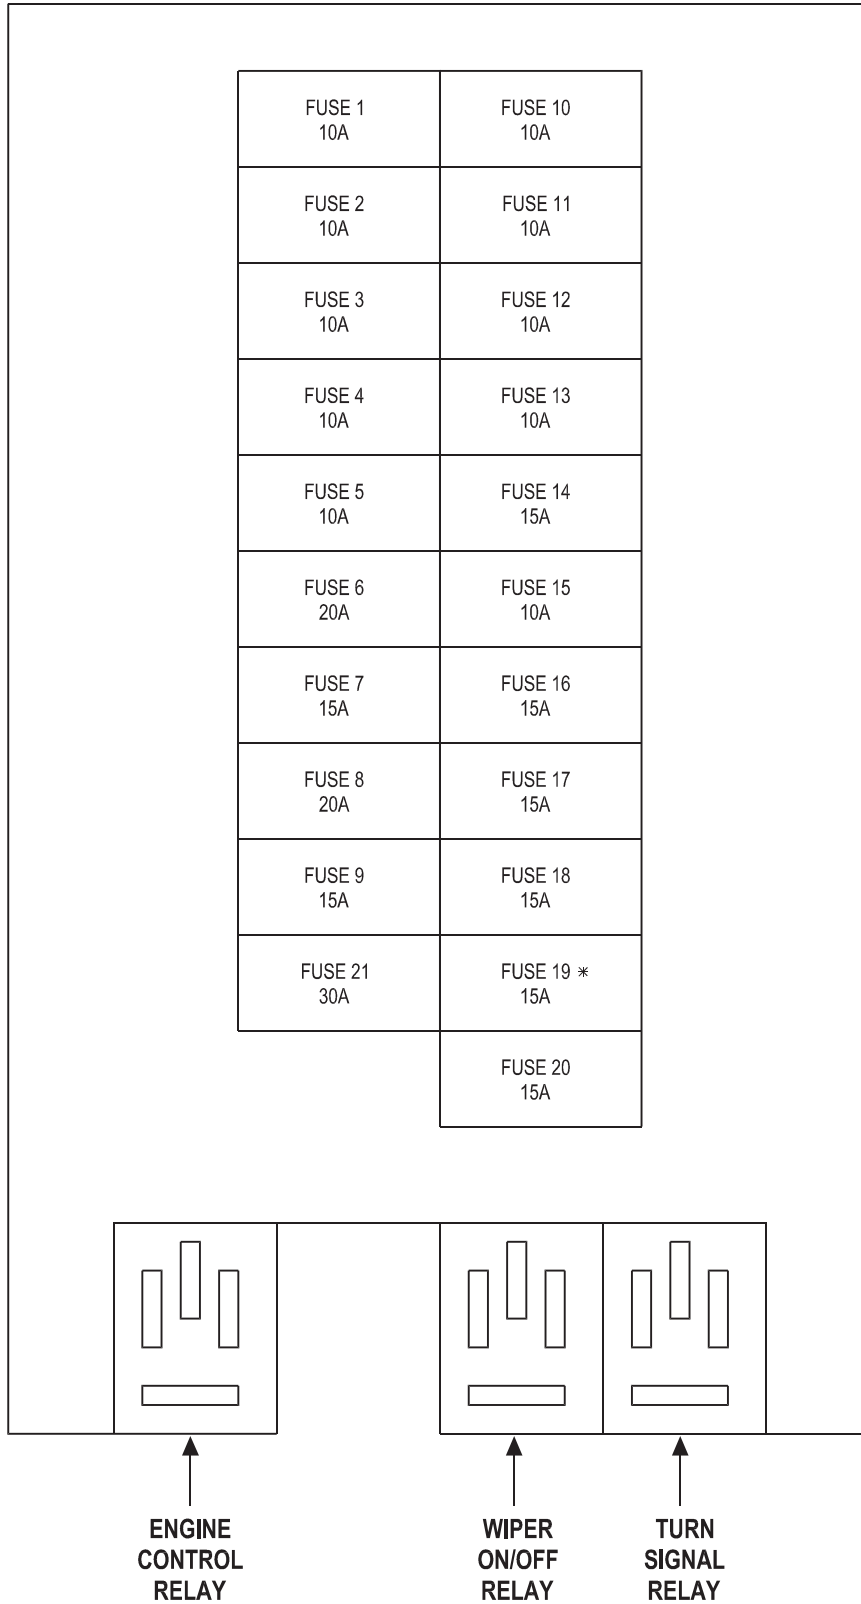 FUSE 1
10A
FUSE 10
10A
FUSE 2
10A
FUSE 11
10A
FUSE 3
10A
FUSE 12
10A
FUSE 4
10A
FUSE 13
10A
FUSE 5
10A
FUSE 14
15A
FUSE 6
20A
FUSE 15
10A
FUSE 7
15A
FUSE 16
15A
FUSE 8
20A
FUSE 17
15A
FUSE 9
15A
FUSE 18
15A
FUSE 21
30A
FUSE 19 *
15A
FUSE 20
15A
ENGINE
CONTROL
RELAY
WIPER
ON/OFF
RELAY
TURN
SIGNAL
RELAY